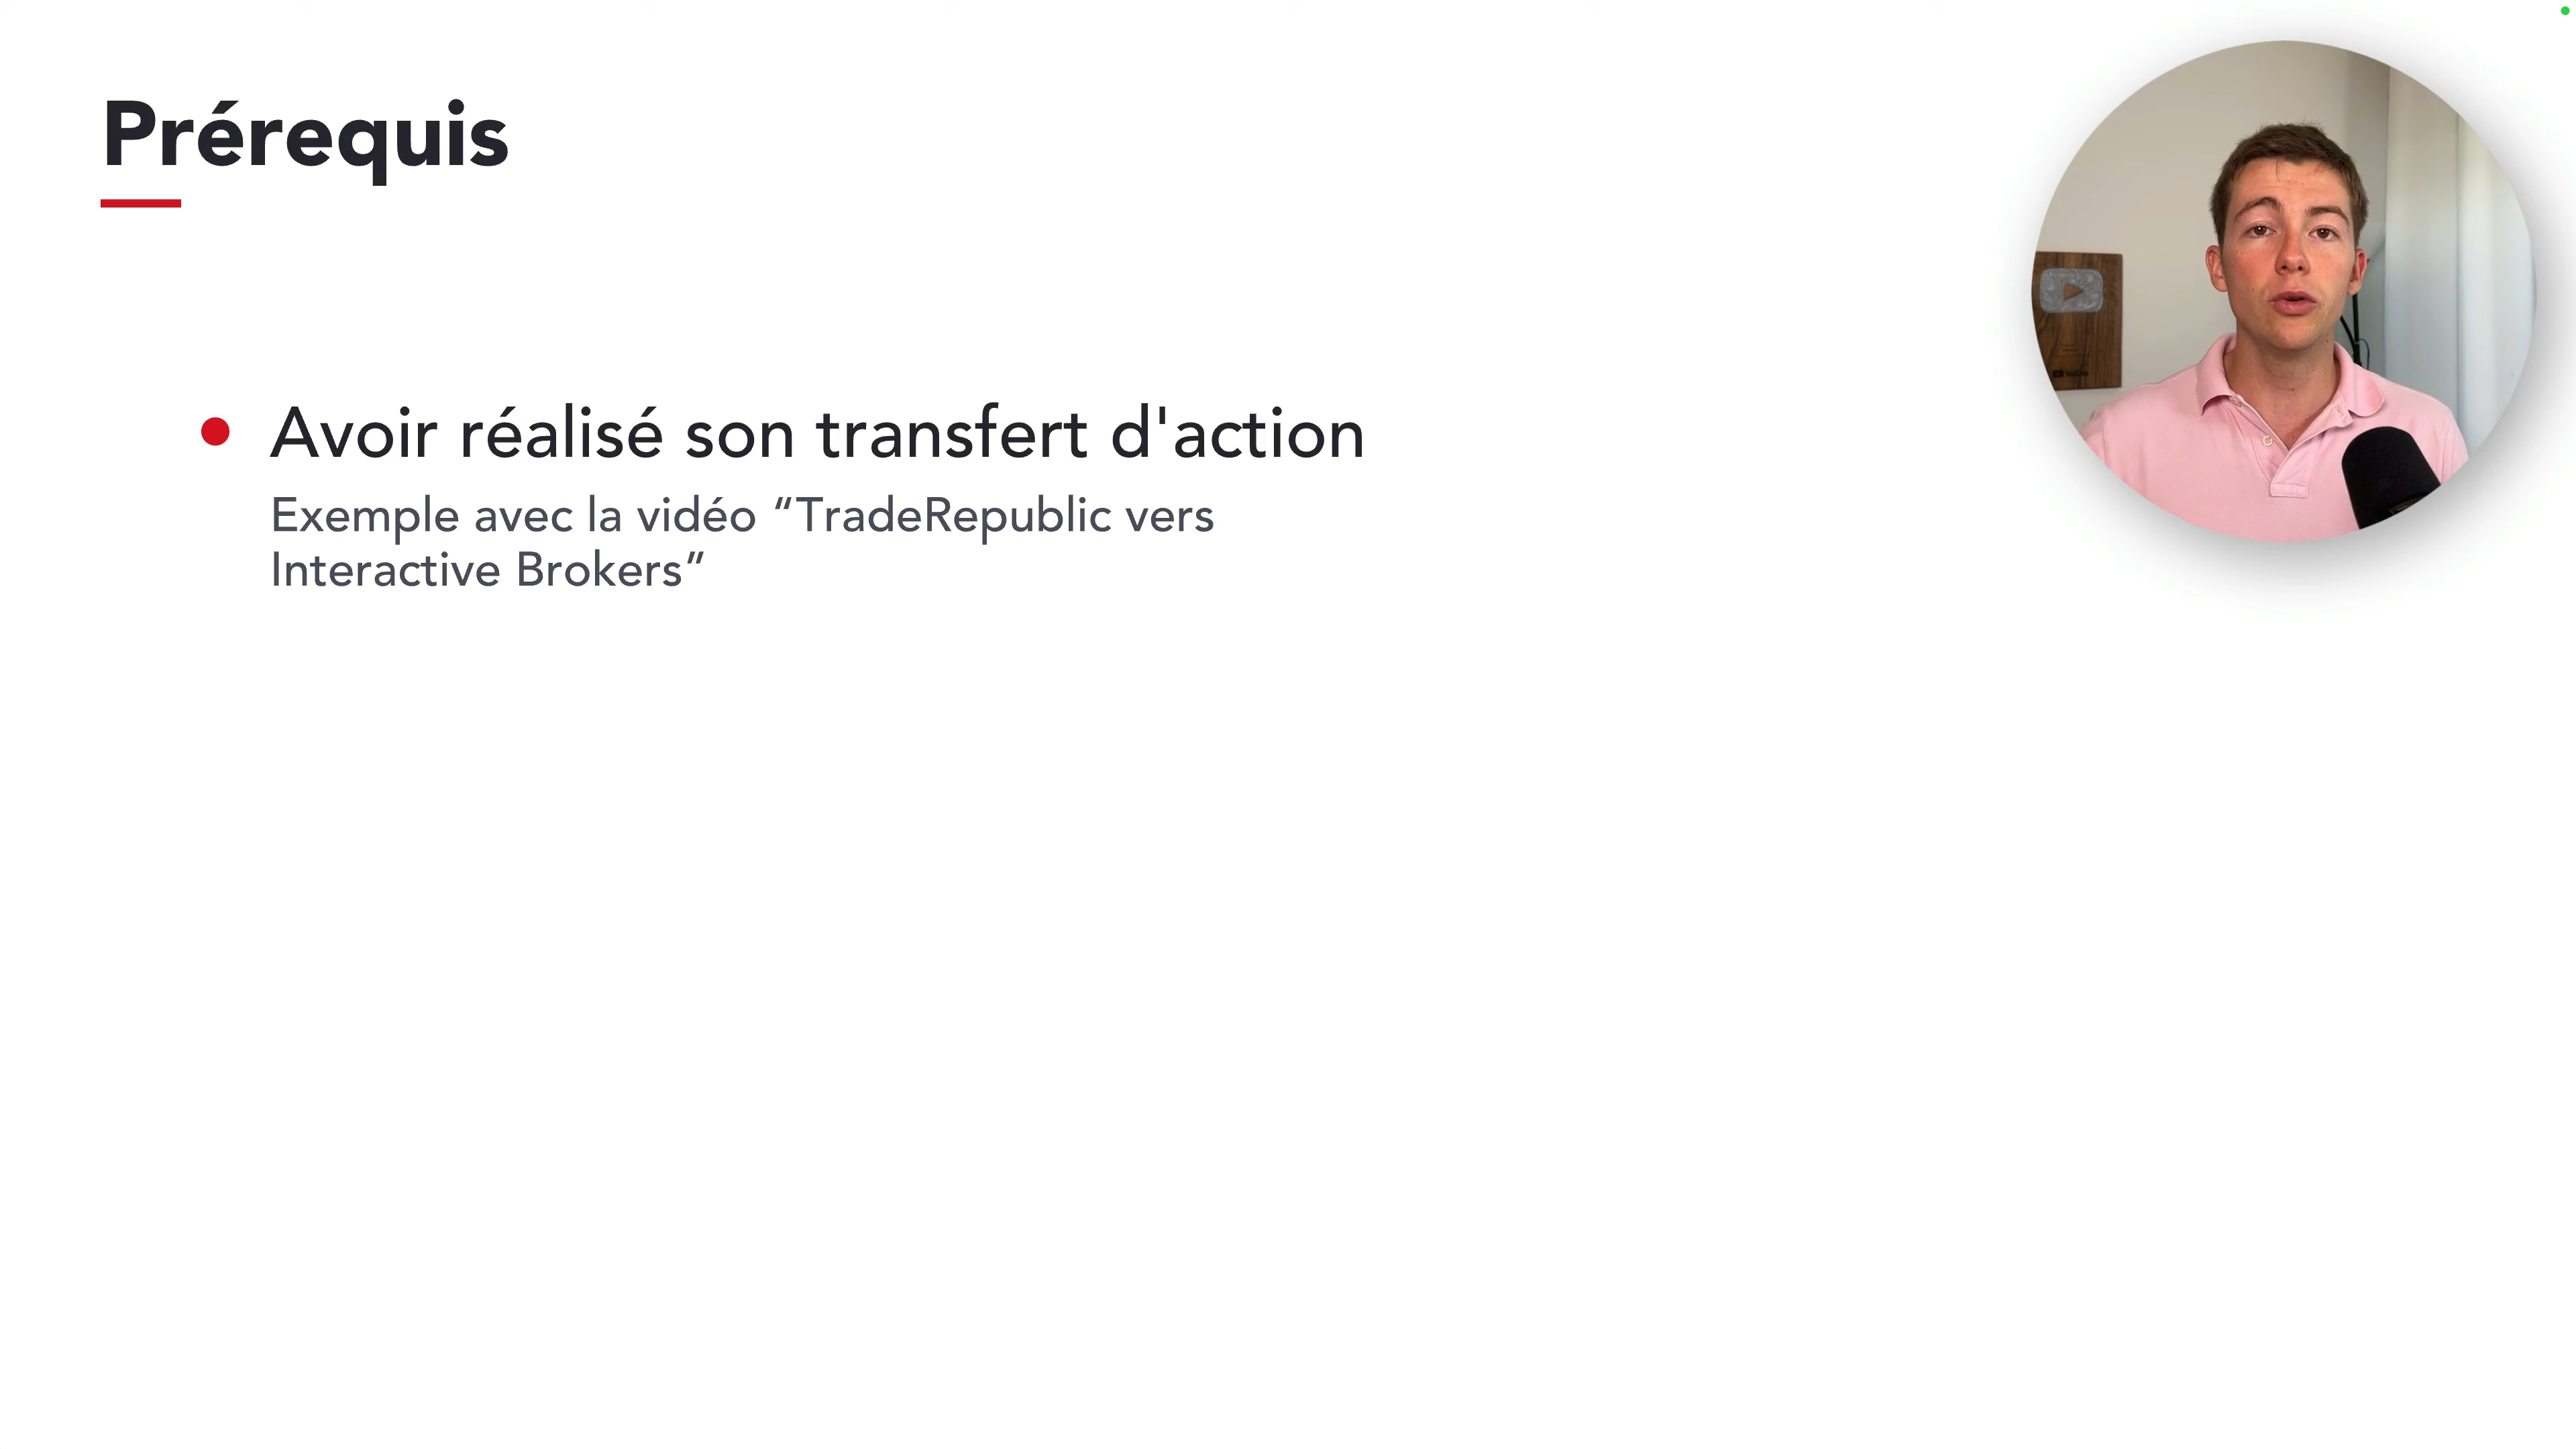 Prérequis
Avoir réalisé son transfert d'action
Exemple avec la vidéo “TradeRepublic vers
Interactive Brokers”